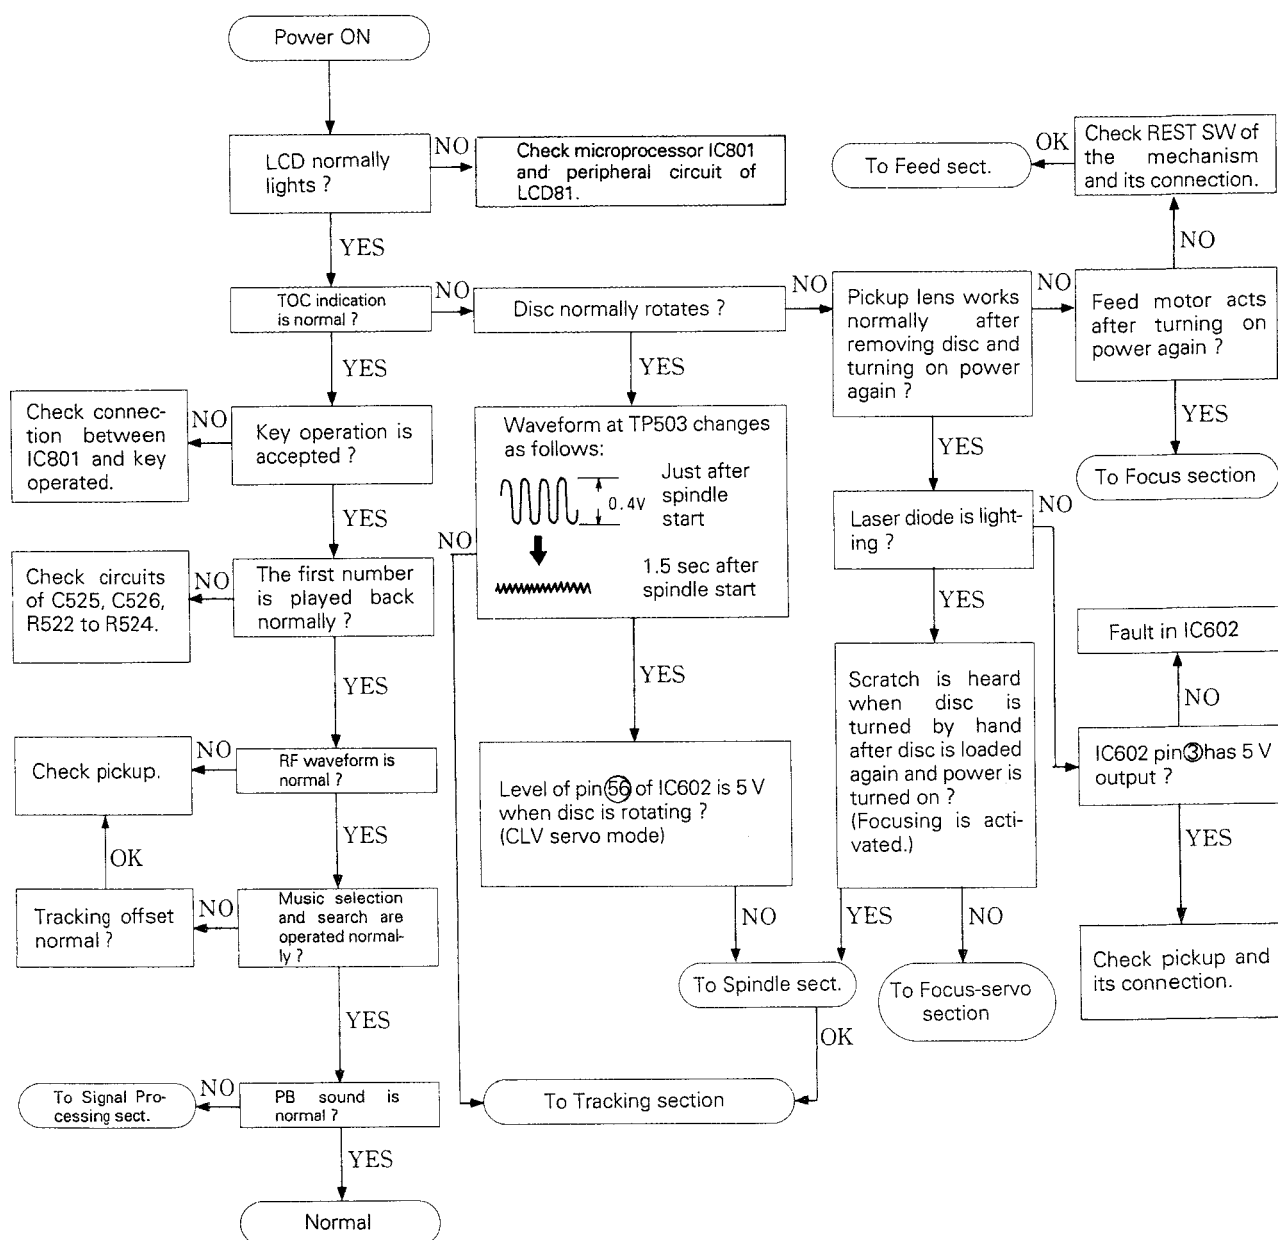 Power ON
LCD normally
lights ?
NO
Check microprocessor IC801
and peripheral circuit of
LCD81.
YES
TOC indication
is normal ?
NO
Disc normally rotates ?
NO
Pickup lens works
normally after
removing disc and
turning on power
again ?
NO
Feed motor acts
after turning on
power again ?
NO
Check REST SW of
the mechanism
and its connection.
OK
To Feed sect.
YES
To Focus section
YES
Key operation is
accepted ?
NO
Check connec-
tion between
IC801 and key
operated.
YES
The first number
is played back
normally ?
NO
Check circuits
of C525, C526,
R522 to R524.
YES
RF waveform is
normal ?
NO
Check pickup.
YES
Music selection
and search are
operated normal-
ly ?
NO
Tracking offset
normal ?
OK
YES
PB sound is
normal ?
NO
To Signal Pro-
cessing sect.
YES
Normal
YES
Waveform at TP503 changes
as follows:
0.4V
Just after
spindle
start
1.5 sec after
spindle start
NO
YES
Level of pin 56 of IC602 is 5 V
when disc is rotating ?
(CLV servo mode)
NO
To Spindle sect.
OK
To Tracking section
YES
Laser diode is light-
ing ?
NO
YES
Scratch is heard
when disc is
turned by hand
after disc is loaded
again and power is
turned on ?
(Focusing is acti-
vated.)
YES
NO
To Focus-servo
section
IC602 pin 3 has 5 V
output ?
NO
Fault in IC602
YES
Check pickup and
its connection.